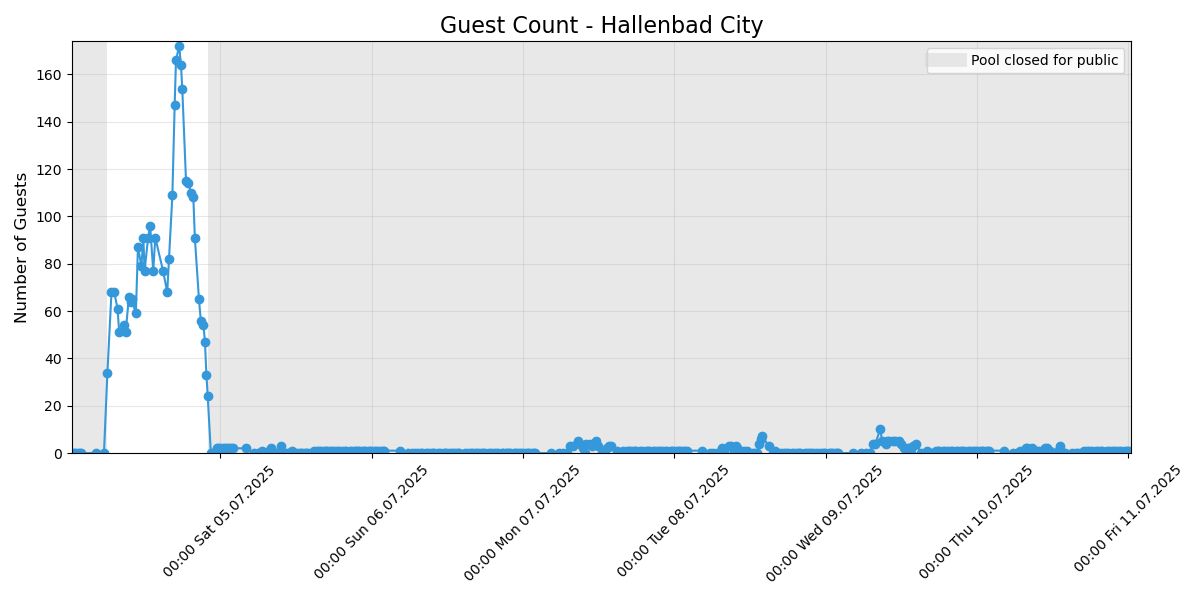 Guest Count - Hallenbad City
Pool closed for public
Number of Guests
160
140
120
100
80
60
40
20
0
00:00 Sat 05.07.2025
00:00 Sun 06.07.2025
00:00 Mon 07.07.2025
00:00 Tue 08.07.2025
00:00 Wed 09.07.2025
00:00 Thu 10.07.2025
00:00 Fri 11.07.2025